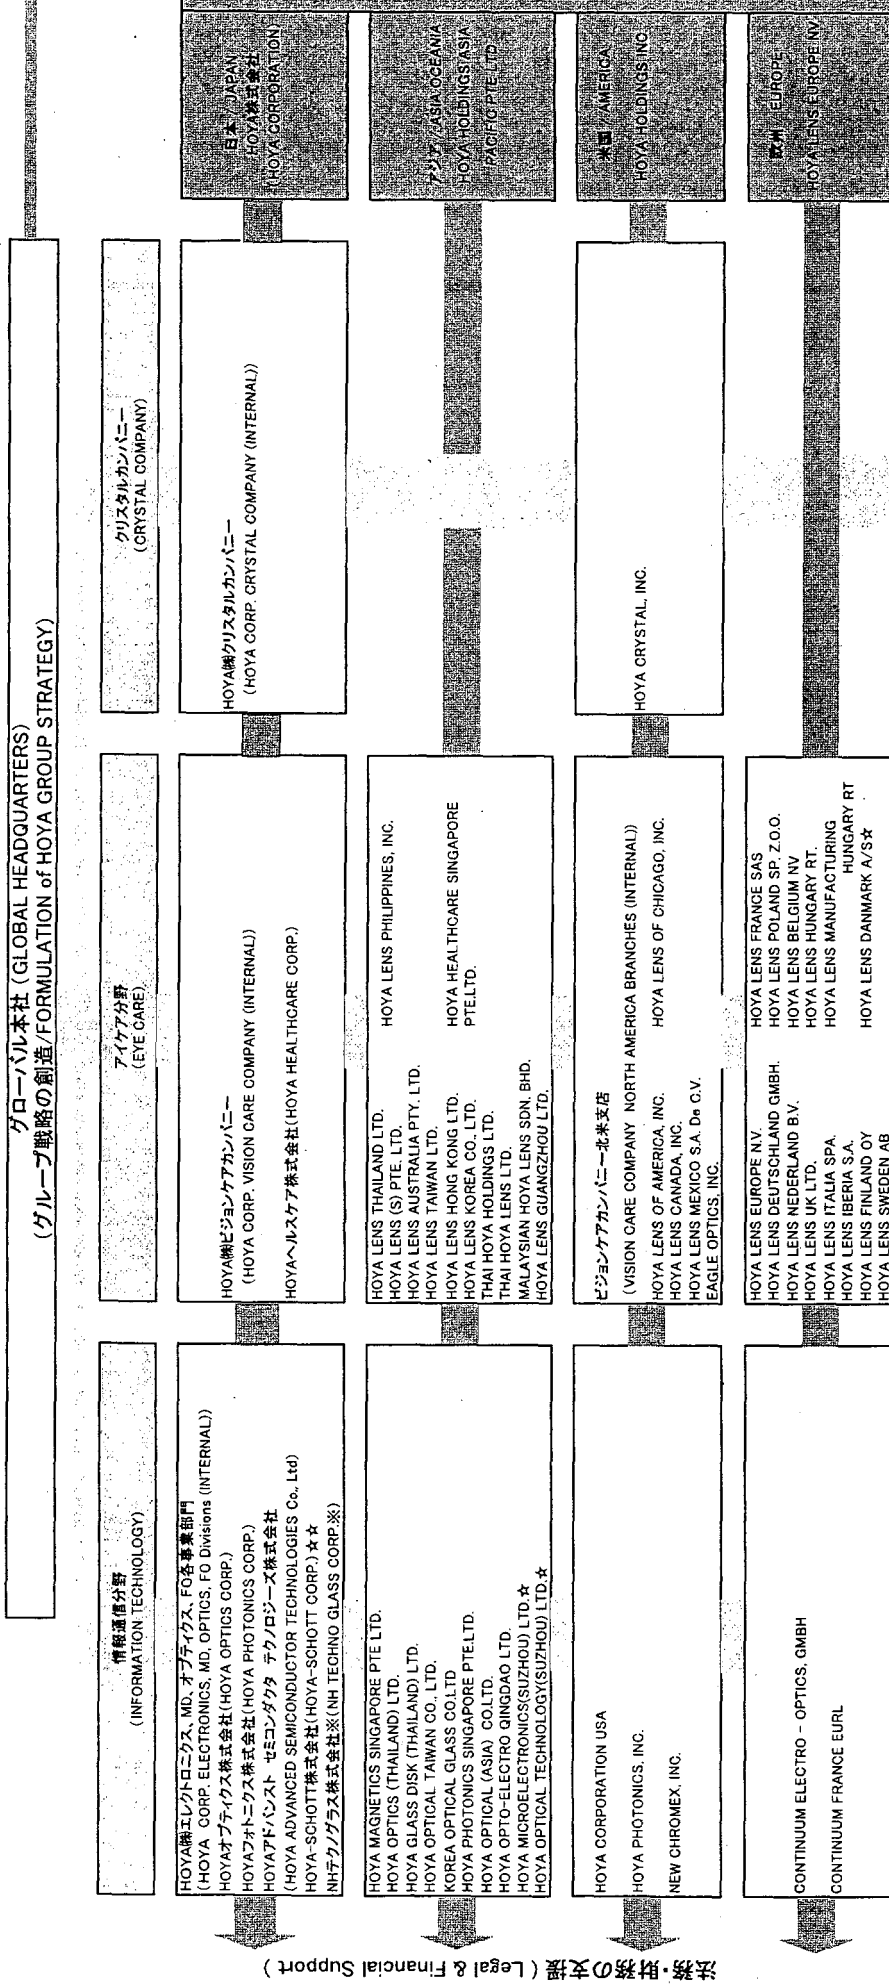 グローバル本社 (GLOBAL HEADQUARTERS)
(グループ戦略の創造/FORMULATION of HOYA GROUP STRATEGY)
情報通信分野
(INFORMATION TECHNOLOGY)
アイケア分野
(EYE CARE)
クリスタルカンパニー
(CRYSTAL COMPANY)
HOYA㈱エレクトロニクス、MD、オプティクス、FO各事業部門
(HOYA CORP. ELECTRONICS, MD, OPTICS, FO Divisions (INTERNAL))
HOYAオプティクス株式会社(HOYA OPTICS CORP.)
HOYAフォトニクス株式会社(HOYA PHOTONICS CORP.)
HOYAアドバンスト セミコンダクタ テクノロジーズ株式会社
(HOYA ADVANCED SEMICONDUCTOR TECHNOLOGIES Co., Ltd)
HOYA-SCHOTT株式会社(HOYA-SCHOTT CORP.)☆☆
NHテクノグラス株式会社※(NH TECHNO GLASS CORP.※)
HOYA㈱ビジョンケアカンパニー
(HOYA CORP. VISION CARE COMPANY (INTERNAL))
HOYAヘルスケア株式会社(HOYA HEALTHCARE CORP.)
HOYA㈱クリスタルカンパニー
(HOYA CORP. CRYSTAL COMPANY (INTERNAL))
日本 / JAPAN
HOYA株式会社
(HOYA CORPORATION)
HOYA MAGNETICS SINGAPORE PTE LTD.
HOYA OPTICS (THAILAND) LTD.
HOYA GLASS DISK (THAILAND) LTD.
HOYA OPTICAL TAIWAN CO., LTD.
KOREA OPTICAL GLASS CO.LTD
HOYA PHOTONICS SINGAPORE PTE.LTD.
HOYA OPTICAL (ASIA) CO.LTD.
HOYA OPTO-ELECTRO QINGDAO LTD.
HOYA MICROELECTRONICS(SUZHOU) LTD.☆
HOYA OPTICAL TECHNOLOGY(SUZHOU) LTD.☆
HOYA LENS THAILAND LTD.
HOYA LENS (S) PTE. LTD.
HOYA LENS AUSTRALIA PTY. LTD.
HOYA LENS TAIWAN LTD.
HOYA LENS HONG KONG LTD.
HOYA LENS KOREA CO., LTD.
THAI HOYA HOLDINGS LTD.
THAI HOYA LENS LTD.
MALAYSIAN HOYA LENS SDN. BHD.
HOYA LENS GUANGZHOU LTD.
HOYA LENS PHILIPPINES, INC.
HOYA HEALTHCARE SINGAPORE
PTE.LTD.
アジア / ASIA・OCEANIA
HOYA HOLDINGS ASIA
PACIFIC PTE LTD
HOYA CORPORATION USA
HOYA PHOTONICS, INC.
NEW CHROMEX, INC.
ビジョンケアカンパニー北米支店
(VISION CARE COMPANY NORTH AMERICA BRANCHES (INTERNAL))
HOYA LENS OF AMERICA, INC.
HOYA LENS CANADA, INC.
HOYA LENS MEXICO S.A. De C.V.
EAGLE OPTICS, INC.
HOYA LENS OF CHICAGO, INC.
HOYA CRYSTAL, INC.
米国 / AMERICA
HOYA HOLDINGS INC.
CONTINUUM ELECTRO - OPTICS, GMBH
CONTINUUM FRANCE EURL
HOYA LENS EUROPE N.V.
HOYA LENS DEUTSCHLAND GMBH.
HOYA LENS NEDERLAND B.V.
HOYA LENS UK LTD.
HOYA LENS ITALIA SPA.
HOYA LENS IBERIA S.A.
HOYA LENS FINLAND OY
HOYA LENS SWEDEN AB
HOYA LENS FRANCE SAS
HOYA LENS POLAND SP. Z.O.O.
HOYA LENS BELGIUM NV
HOYA LENS HUNGARY RT.
HOYA LENS MANUFACTURING
HUNGARY RT
HOYA LENS DANMARK A/S☆
欧州 / EUROPE
HOYA LENS EUROPE NV
法務・財務の支援 ( Legal & Financial Support )